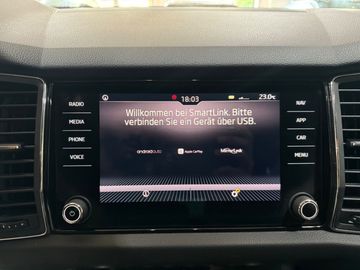 18:03
23.0°C
RADIO
MEDIA
PHONE
VOICE
Willkommen bei SmartLink. Bitte
verbinden Sie ein Gerät über USB.
androidauto
Apple CarPlay
MirrorLink
NAV
APP
CAR
MENU